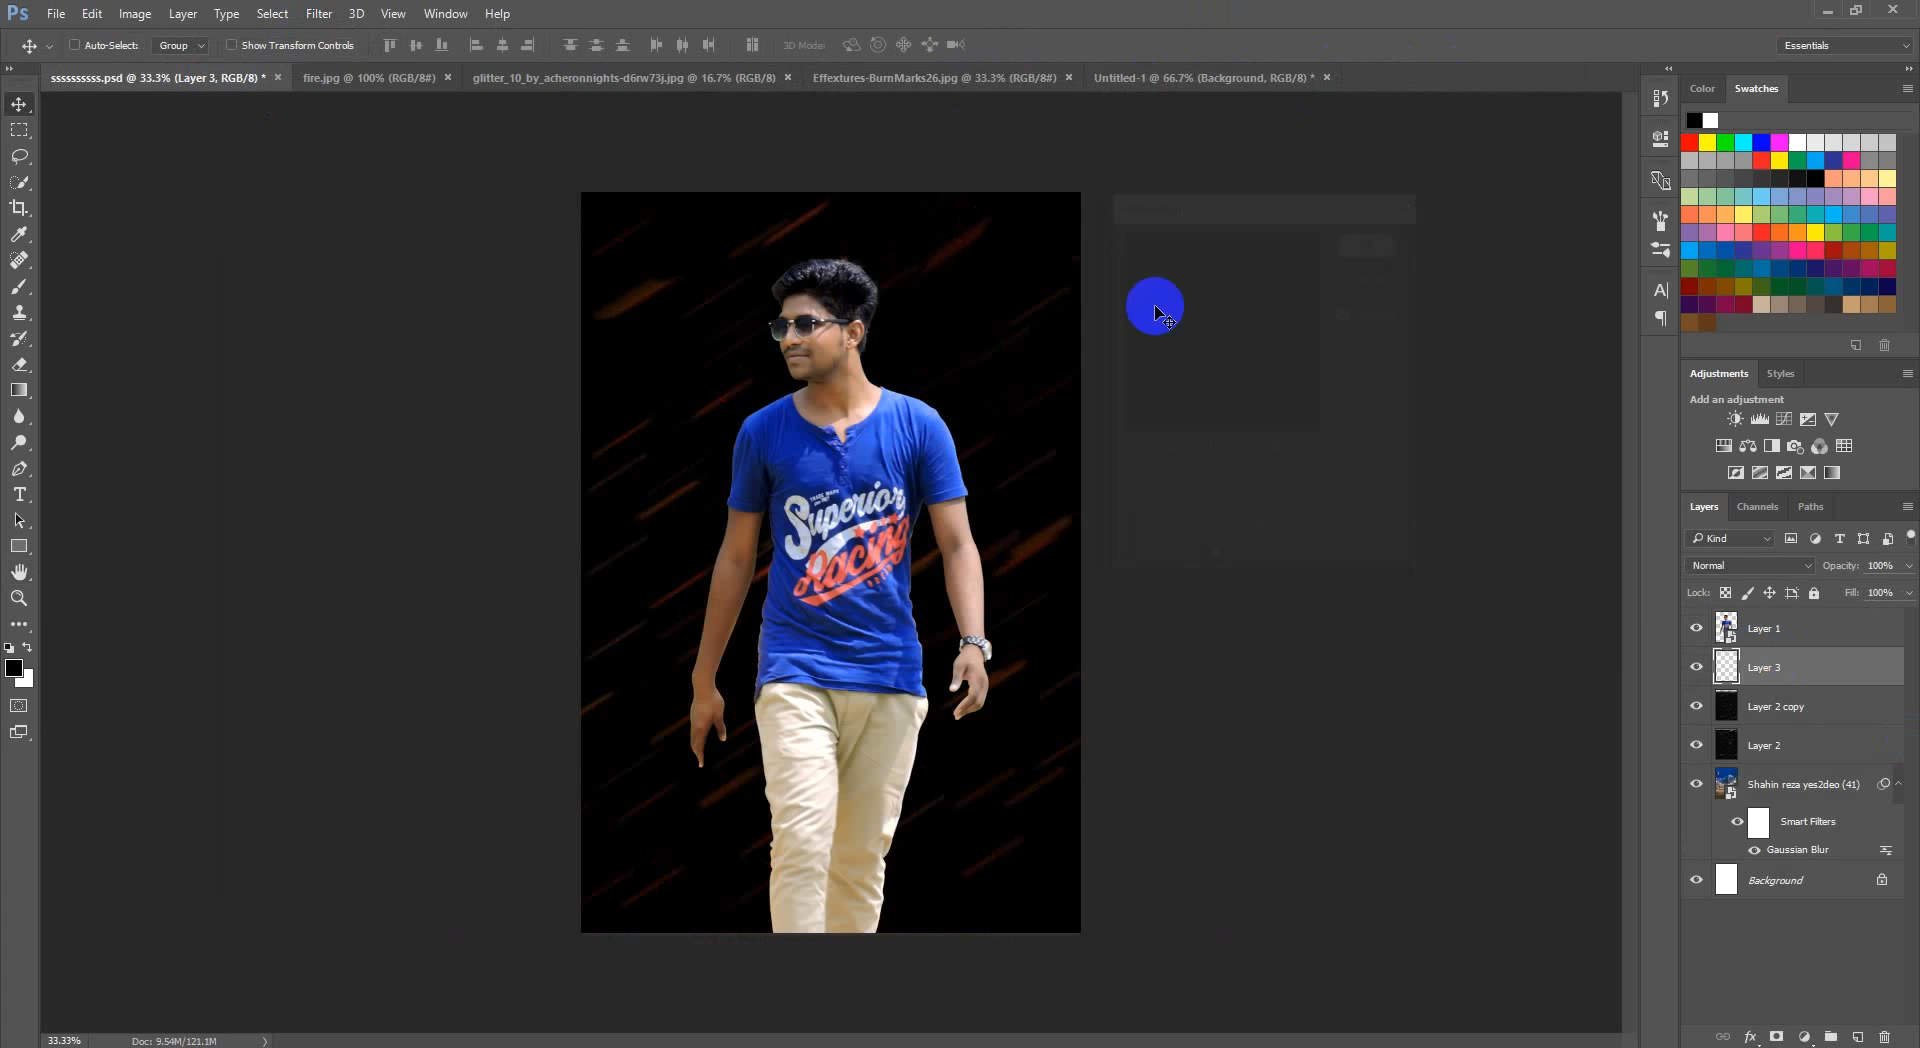 Ps File Edit Image Layer Type Select Filter 3D View Window Help
Auto-Select: Group Show Transform Controls 3D Mode: Essentials
ssssssssss.psd @ 33.3% (Layer 3, RGB/8) * fire.jpg @ 100% (RGB/8#) glitter_10_by_acheronnights-d6rw73j.jpg @ 16.7% (RGB/8) Effextures-BurnMarks26.jpg @ 33.3% (RGB/8#) Untitled-1 @ 66.7% (Background, RGB/8) *
Color Swatches
Adjustments Styles
Add an adjustment
TRADE MARK
Superior
Racing
Layers Channels Paths
Kind
Normal Opacity: 100%
Lock: Fill: 100%
Layer 1
Layer 3
Layer 2 copy
Layer 2
Shahin reza yes2deo (41)
Smart Filters
Gaussian Blur
Background
33.33% Doc: 9.54M/121.1M